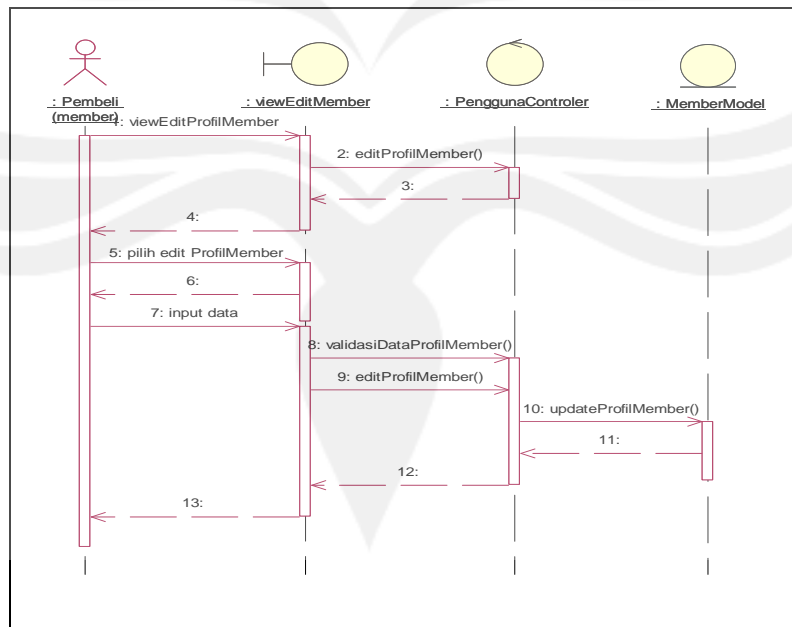 : Pembeli
(member)
: viewEditMember
: PenggunaControler
: MemberModel
1: viewEditProfilMember
2: editProfilMember()
3:
4:
5: pilih edit ProfilMember
6:
7: input data
8: validasiDataProfilMember()
9: editProfilMember()
10: updateProfilMember()
11:
12:
13: